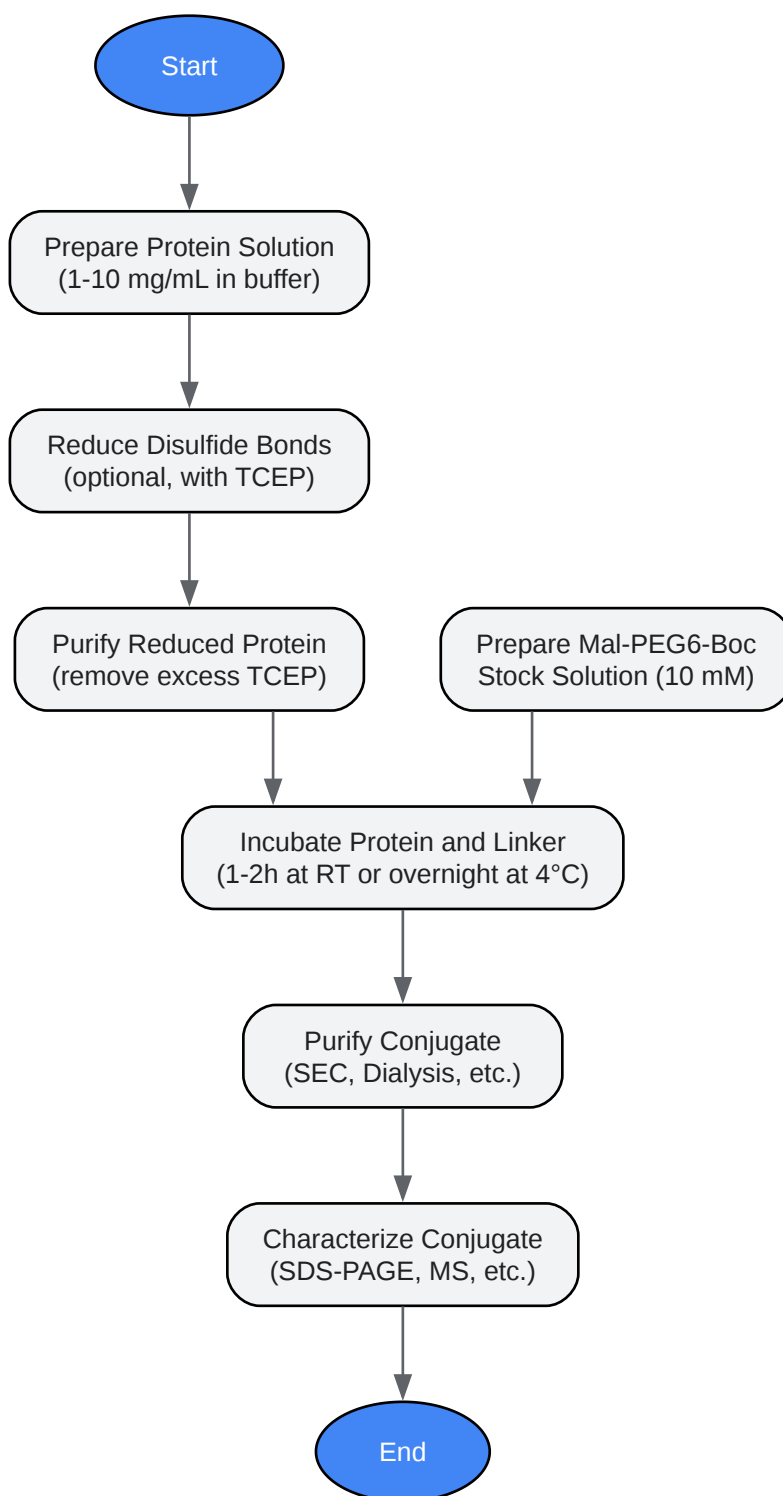 Start
Prepare Protein Solution
(1-10 mg/mL in buffer)
Reduce Disulfide Bonds
(optional, with TCEP)
Purify Reduced Protein
(remove excess TCEP)
Prepare Mal-PEG6-Boc
Stock Solution (10 mM)
Incubate Protein and Linker
(1-2h at RT or overnight at 4°C)
Purify Conjugate
(SEC, Dialysis, etc.)
Characterize Conjugate
(SDS-PAGE, MS, etc.)
End